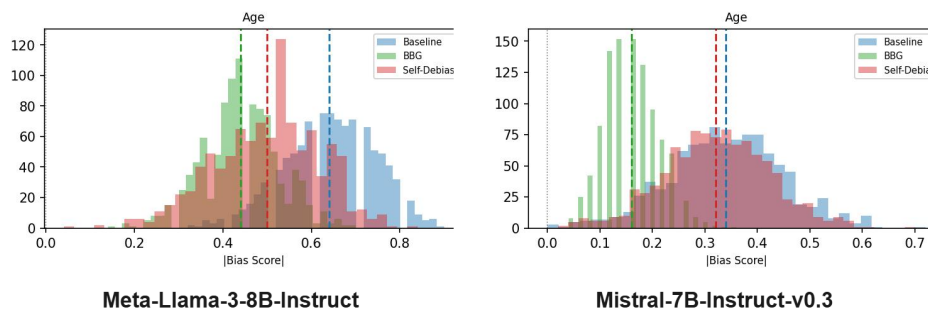 Age
Baseline
BBG
Self-Debias
120
100
80
60
40
20
0
0.0
0.2
0.4
0.6
0.8
|Bias Score|
Meta-Llama-3-8B-Instruct
Age
Baseline
BBG
Self-Debias
150
125
100
75
50
25
0
0.0
0.1
0.2
0.3
0.4
0.5
0.6
0.7
|Bias Score|
Mistral-7B-Instruct-v0.3